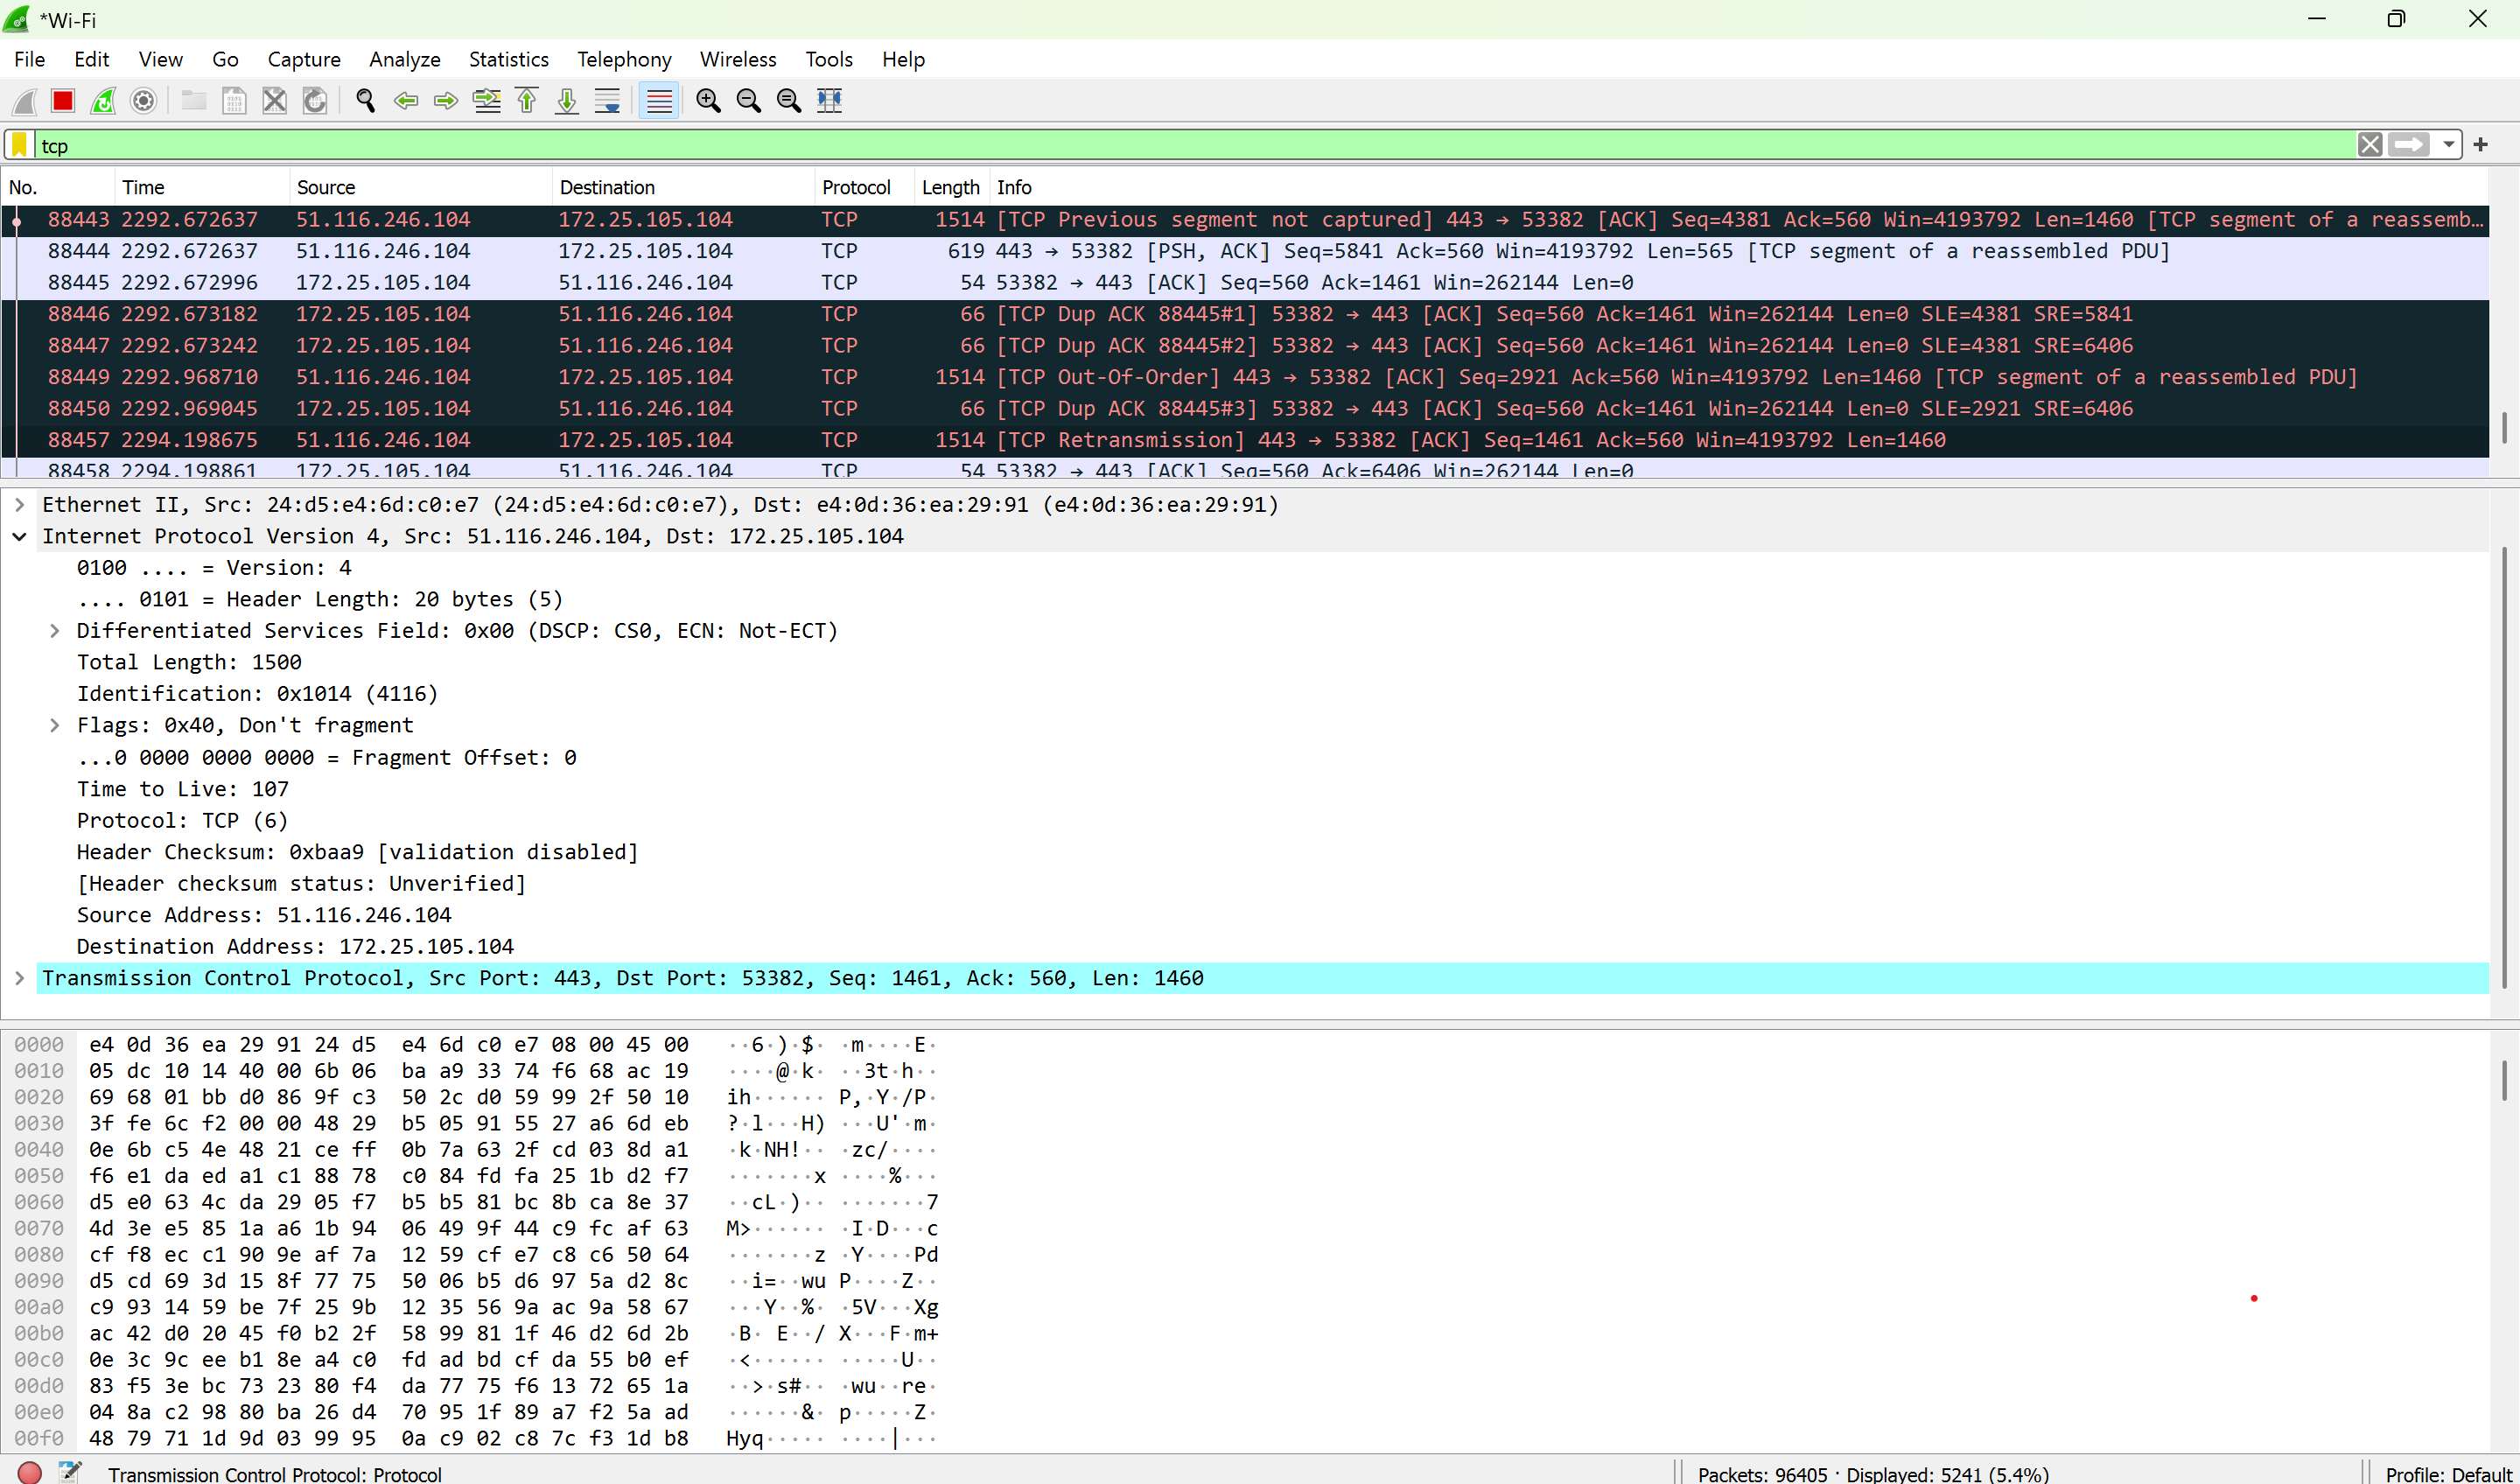 *Wi-Fi
File Edit View Go Capture Analyze Statistics Telephony Wireless Tools Help
tcp
No. Time Source Destination Protocol Length Info
88443 2292.672637 51.116.246.104 172.25.105.104 TCP 1514 [TCP Previous segment not captured] 443 → 53382 [ACK] Seq=4381 Ack=560 Win=4193792 Len=1460 [TCP segment of a reassemb…
88444 2292.672637 51.116.246.104 172.25.105.104 TCP 619 443 → 53382 [PSH, ACK] Seq=5841 Ack=560 Win=4193792 Len=565 [TCP segment of a reassembled PDU]
88445 2292.672996 172.25.105.104 51.116.246.104 TCP 54 53382 → 443 [ACK] Seq=560 Ack=1461 Win=262144 Len=0
88446 2292.673182 172.25.105.104 51.116.246.104 TCP 66 [TCP Dup ACK 88445#1] 53382 → 443 [ACK] Seq=560 Ack=1461 Win=262144 Len=0 SLE=4381 SRE=5841
88447 2292.673242 172.25.105.104 51.116.246.104 TCP 66 [TCP Dup ACK 88445#2] 53382 → 443 [ACK] Seq=560 Ack=1461 Win=262144 Len=0 SLE=4381 SRE=6406
88449 2292.968710 51.116.246.104 172.25.105.104 TCP 1514 [TCP Out-Of-Order] 443 → 53382 [ACK] Seq=2921 Ack=560 Win=4193792 Len=1460 [TCP segment of a reassembled PDU]
88450 2292.969045 172.25.105.104 51.116.246.104 TCP 66 [TCP Dup ACK 88445#3] 53382 → 443 [ACK] Seq=560 Ack=1461 Win=262144 Len=0 SLE=2921 SRE=6406
88457 2294.198675 51.116.246.104 172.25.105.104 TCP 1514 [TCP Retransmission] 443 → 53382 [ACK] Seq=1461 Ack=560 Win=4193792 Len=1460
88458 2294.198861 172.25.105.104 51.116.246.104 TCP 54 53382 → 443 [ACK] Seq=560 Ack=6406 Win=262144 Len=0
Ethernet II, Src: 24:d5:e4:6d:c0:e7 (24:d5:e4:6d:c0:e7), Dst: e4:0d:36:ea:29:91 (e4:0d:36:ea:29:91)
Internet Protocol Version 4, Src: 51.116.246.104, Dst: 172.25.105.104
0100 .... = Version: 4
.... 0101 = Header Length: 20 bytes (5)
Differentiated Services Field: 0x00 (DSCP: CS0, ECN: Not-ECT)
Total Length: 1500
Identification: 0x1014 (4116)
Flags: 0x40, Don't fragment
...0 0000 0000 0000 = Fragment Offset: 0
Time to Live: 107
Protocol: TCP (6)
Header Checksum: 0xbaa9 [validation disabled]
[Header checksum status: Unverified]
Source Address: 51.116.246.104
Destination Address: 172.25.105.104
Transmission Control Protocol, Src Port: 443, Dst Port: 53382, Seq: 1461, Ack: 560, Len: 1460
0000 e4 0d 36 ea 29 91 24 d5 e4 6d c0 e7 08 00 45 00 ··6·)·$· ·m····E·
0010 05 dc 10 14 40 00 6b 06 ba a9 33 74 f6 68 ac 19 ····@·k· ··3t·h··
0020 69 68 01 bb d0 86 9f c3 50 2c d0 59 99 2f 50 10 ih······ P,·Y·/P·
0030 3f fe 6c f2 00 00 48 29 b5 05 91 55 27 a6 6d eb ?·l···H) ···U'·m·
0040 0e 6b c5 4e 48 21 ce ff 0b 7a 63 2f cd 03 8d a1 ·k·NH!·· ·zc/····
0050 f6 e1 da ed a1 c1 88 78 c0 84 fd fa 25 1b d2 f7 ·······x ····%···
0060 d5 e0 63 4c da 29 05 f7 b5 b5 81 bc 8b ca 8e 37 ··cL·)·· ·······7
0070 4d 3e e5 85 1a a6 1b 94 06 49 9f 44 c9 fc af 63 M>······ ·I·D···c
0080 cf f8 ec c1 90 9e af 7a 12 59 cf e7 c8 c6 50 64 ·······z ·Y····Pd
0090 d5 cd 69 3d 15 8f 77 75 50 06 b5 d6 97 5a d2 8c ··i=··wu P····Z··
00a0 c9 93 14 59 be 7f 25 9b 12 35 56 9a ac 9a 58 67 ···Y··%· ·5V···Xg
00b0 ac 42 d0 20 45 f0 b2 2f 58 99 81 1f 46 d2 6d 2b ·B· E··/ X···F·m+
00c0 0e 3c 9c ee b1 8e a4 c0 fd ad bd cf da 55 b0 ef ·<······ ·····U··
00d0 83 f5 3e bc 73 23 80 f4 da 77 75 f6 13 72 65 1a ··>·s#·· ·wu··re·
00e0 04 8a c2 98 80 ba 26 d4 70 95 1f 89 a7 f2 5a ad ······&· p·····Z·
00f0 48 79 71 1d 9d 03 99 95 0a c9 02 c8 7c f3 1d b8 Hyq····· ····|···
Transmission Control Protocol: Protocol Packets: 96405 · Displayed: 5241 (5.4%) Profile: Default